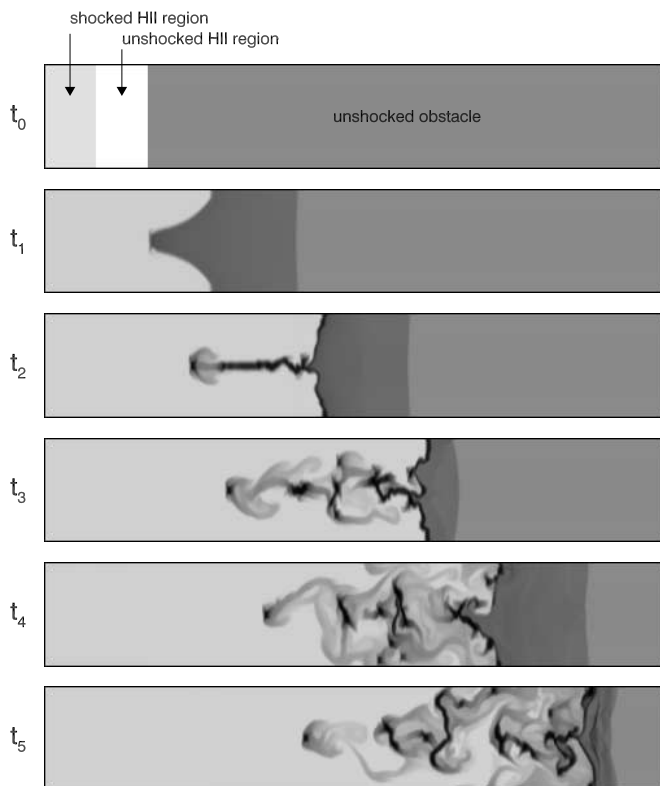 shocked HII region
unshocked HII region
t0
unshocked obstacle
t1
t2
t3
t4
t5